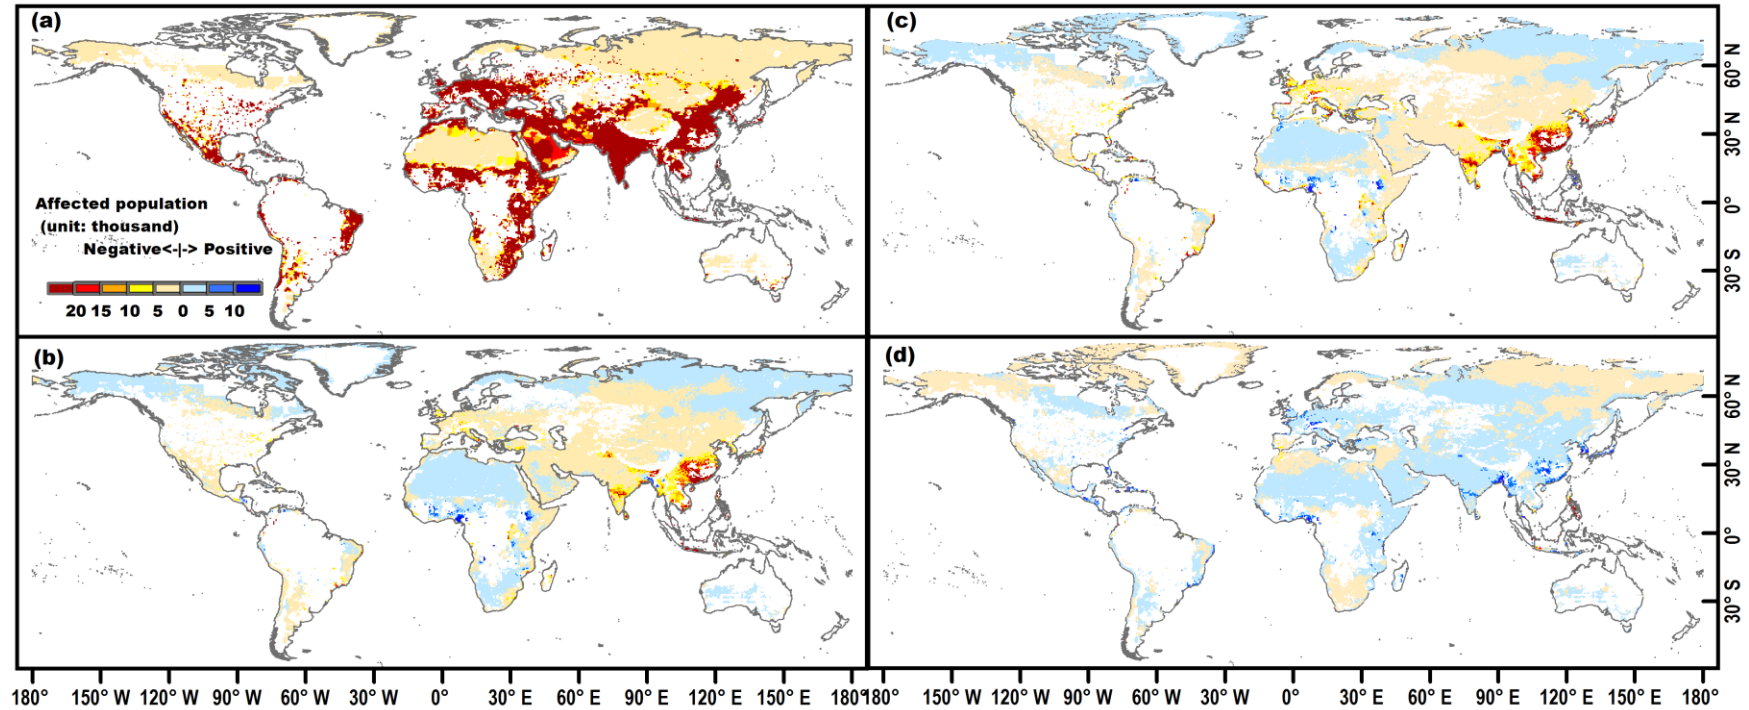 (a)
(c)
Affected population
(unit: thousand)
Negative<-|-> Positive
20 15 10 5 0 5 10
60° N
30° N
0°
30° S
(b)
(d)
60° N
30° N
0°
30° S
180° 150° W 120° W 90° W 60° W 30° W 0° 30° E 60° E 90° E 120° E 150° E 180° 150° W 120° W 90° W 60° W 30° W 0° 30° E 60° E 90° E 120° E 150° E 180°